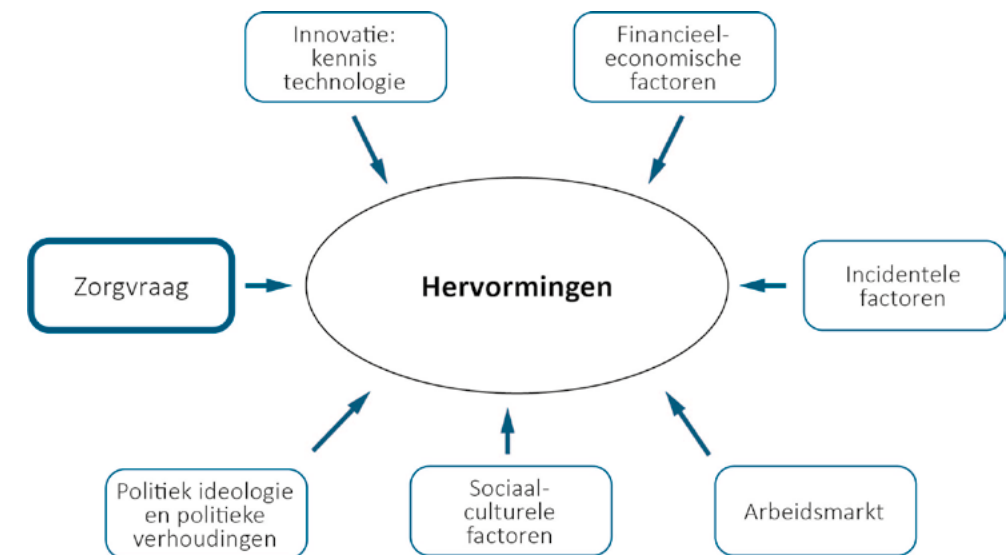 Innovatie:
kennis
technologie
Financieel-
economische
factoren
Zorgvraag
Hervormingen
Incidentele
factoren
Politiek ideologie
en politieke
verhoudingen
Sociaal-
culturele
factoren
Arbeidsmarkt